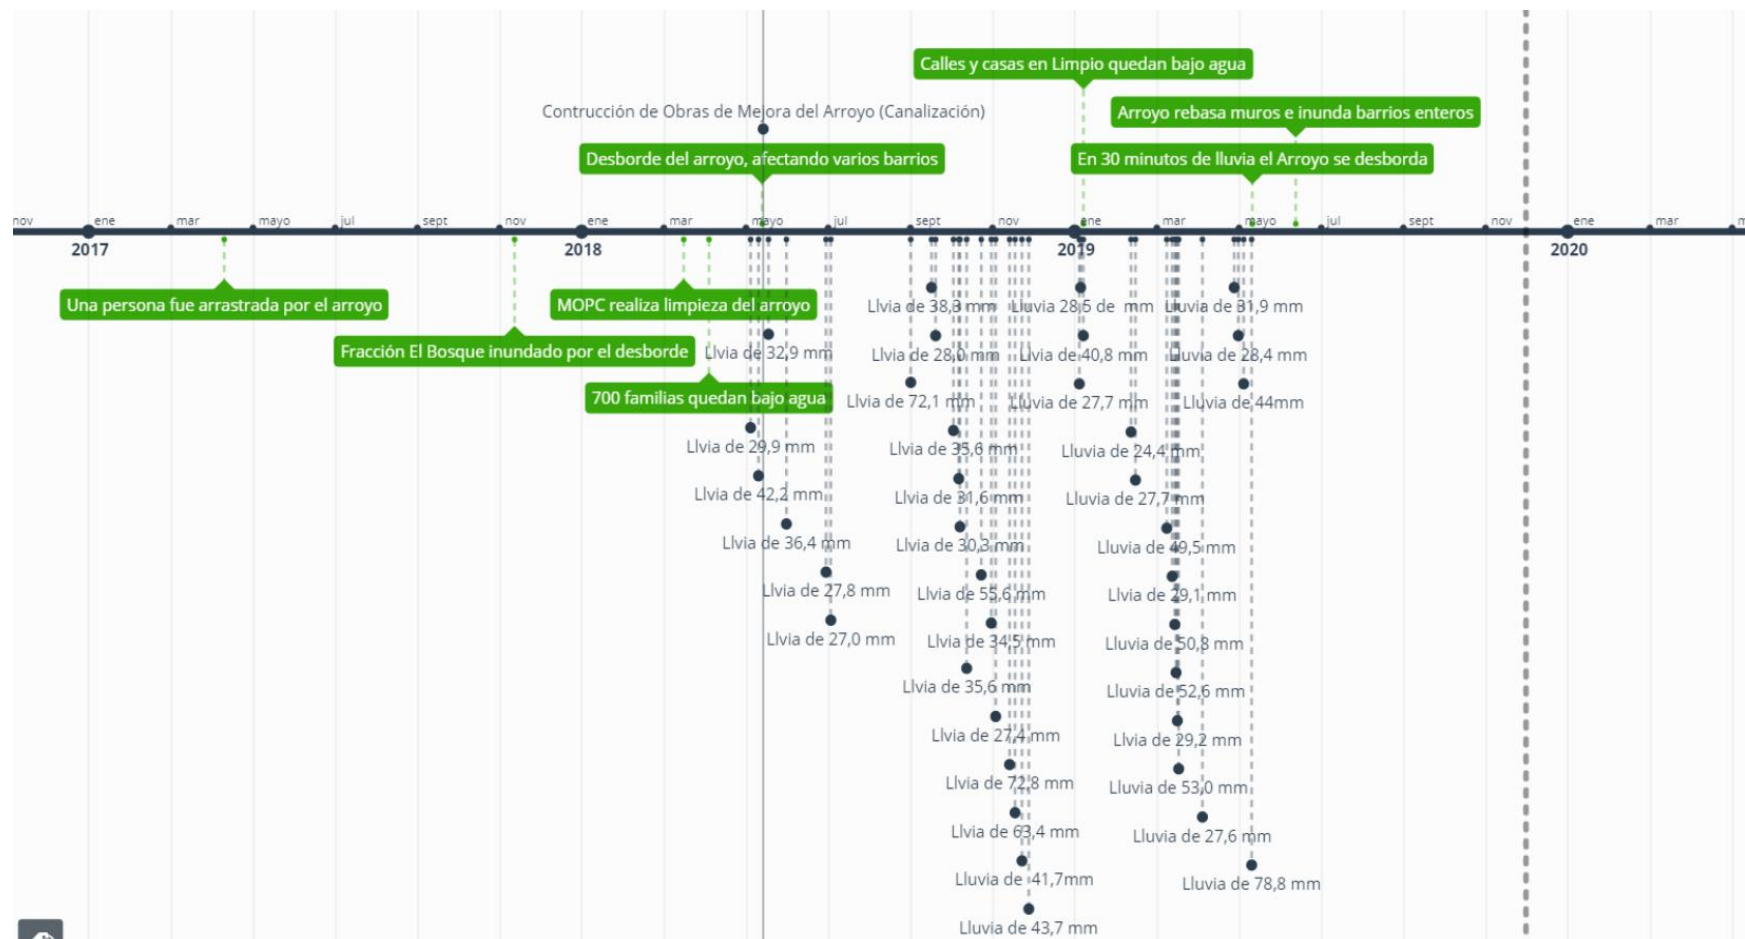 Calles y casas en Limpio quedan bajo agua
Contrucción de Obras de Mejora del Arroyo (Canalización)
Arroyo rebasa muros e inunda barrios enteros
Desborde del arroyo, afectando varios barrios
En 30 minutos de lluvia el Arroyo se desborda
nov ene mar mayo jul sept nov ene mar mayo jul sept nov ene mar mayo jul sept nov ene mar m
2017 2018 2019 2020
Una persona fue arrastrada por el arroyo
MOPC realiza limpieza del arroyo
Llvia de 38,3 mm
Lluvia 28,5 de mm
Lluvia de 31,9 mm
Fracción El Bosque inundado por el desborde
Llvia de 32,9 mm
Llvia de 28,0 mm
Llvia de 40,8 mm
Lluvia de 28,4 mm
700 familias quedan bajo agua
Llvia de 72,1 mm
Lluvia de 27,7 mm
Lluvia de 44mm
Llvia de 29,9 mm
Llvia de 35,6 mm
Lluvia de 24,4 mm
Llvia de 42,2 mm
Llvia de 31,6 mm
Lluvia de 27,7 mm
Llvia de 36,4 mm
Llvia de 30,3 mm
Lluvia de 49,5 mm
Llvia de 27,8 mm
Llvia de 55,6 mm
Lluvia de 29,1 mm
Llvia de 27,0 mm
Llvia de 34,5 mm
Lluvia de 50,8 mm
Llvia de 35,6 mm
Lluvia de 52,6 mm
Llvia de 27,4 mm
Llvia de 29,2 mm
Llvia de 72,8 mm
Lluvia de 53,0 mm
Llvia de 63,4 mm
Lluvia de 27,6 mm
Lluvia de 41,7mm
Lluvia de 78,8 mm
Lluvia de 43,7 mm